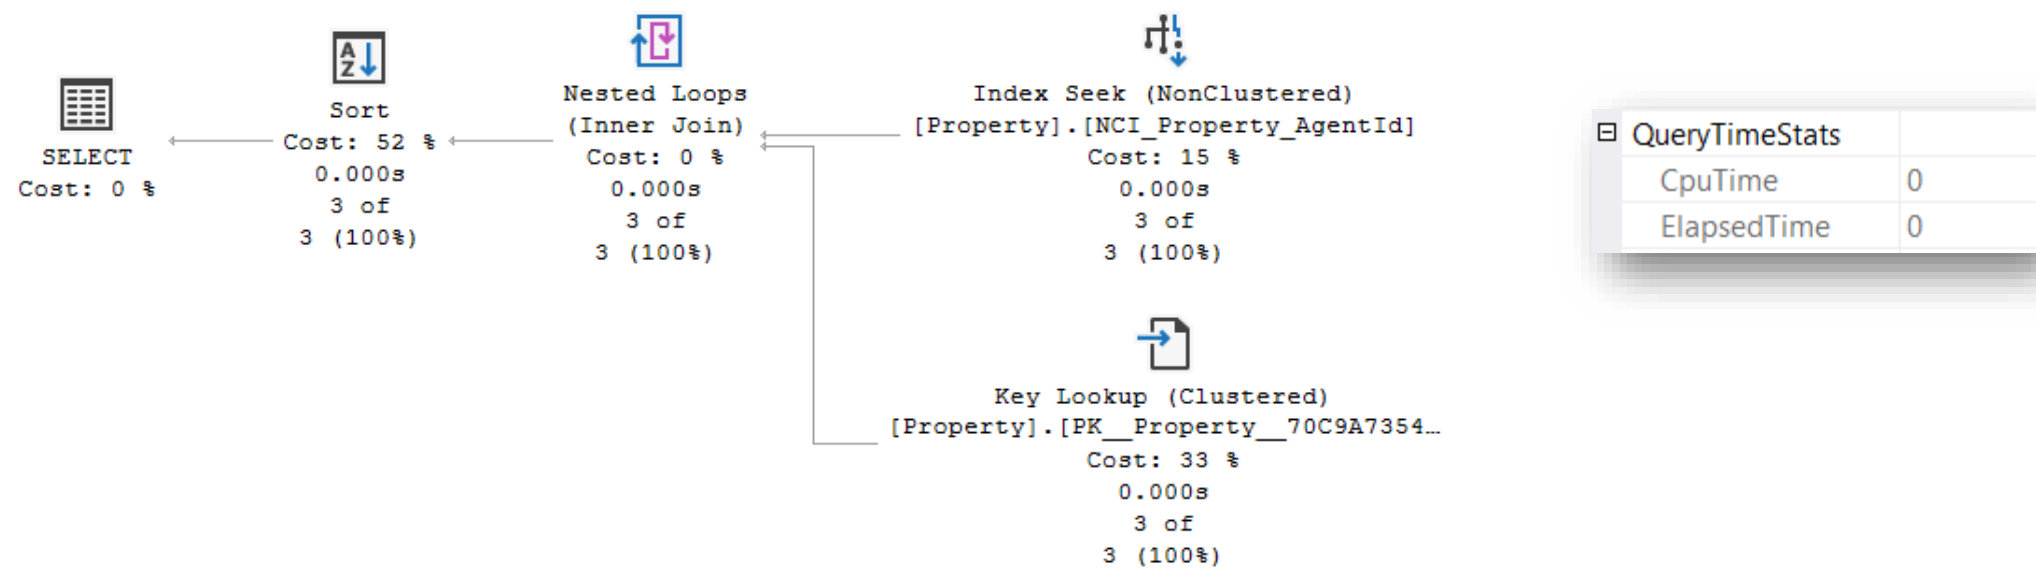 SELECT
Cost: 0 %
A
Z
Sort
Cost: 52 %
0.000s
3 of
3 (100%)
Nested Loops
(Inner Join)
Cost: 0 %
0.000s
3 of
3 (100%)
Index Seek (NonClustered)
[Property].[NCI_Property_AgentId]
Cost: 15 %
0.000s
3 of
3 (100%)
Key Lookup (Clustered)
[Property].[PK__Property__70C9A7354…
Cost: 33 %
0.000s
3 of
3 (100%)
QueryTimeStats
CpuTime 0
ElapsedTime 0